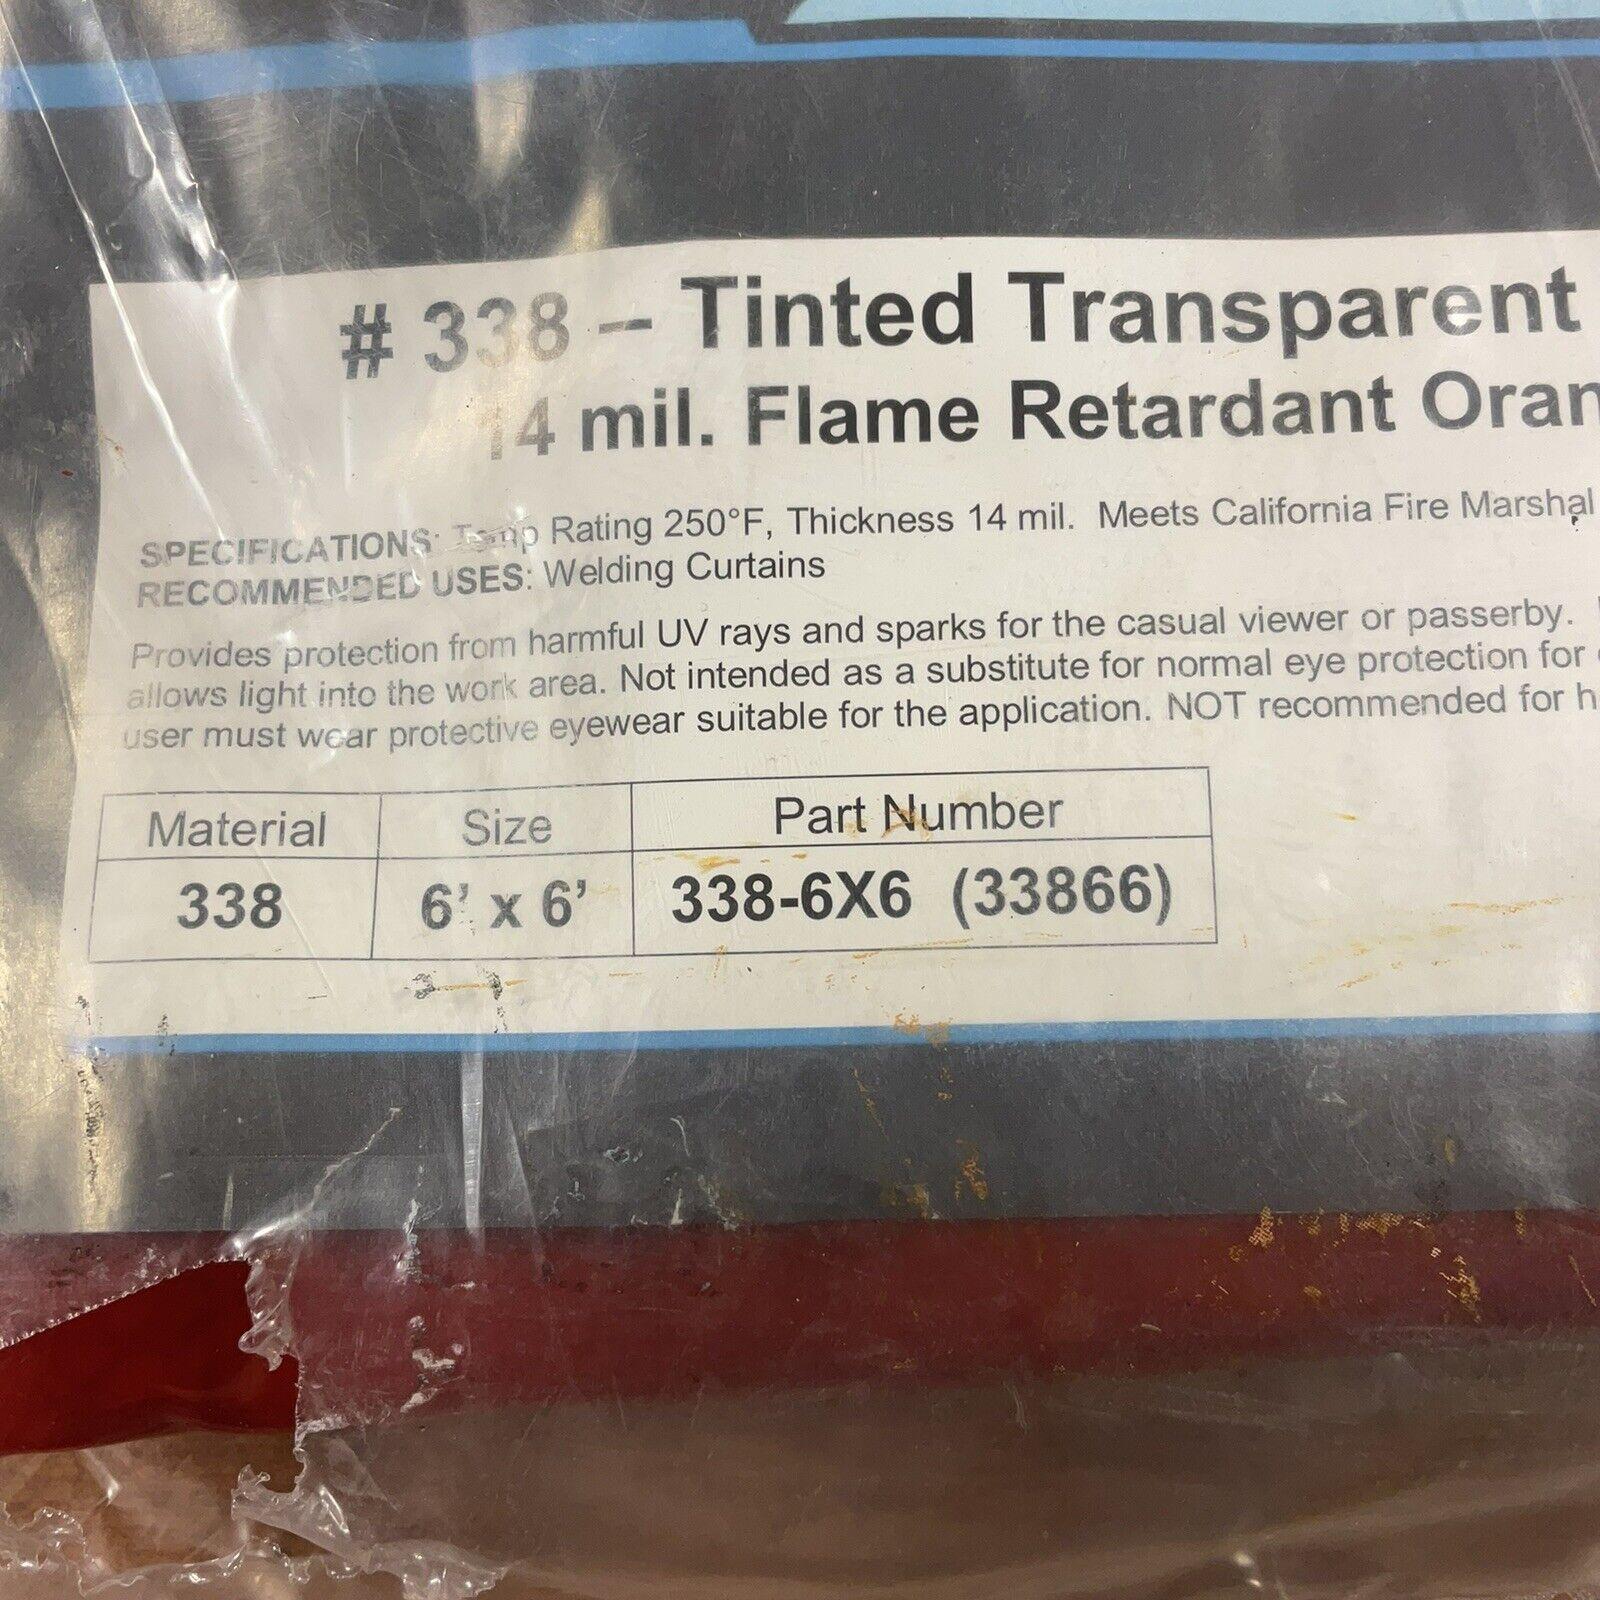 # 338 – Tinted Transparent
14 mil. Flame Retardant Oran
SPECIFICATIONS: Temp Rating 250°F, Thickness 14 mil. Meets California Fire Marshal
RECOMMENDED USES: Welding Curtains
Provides protection from harmful UV rays and sparks for the casual viewer or passerby.
allows light into the work area. Not intended as a substitute for normal eye protection for
user must wear protective eyewear suitable for the application. NOT recommended for h
Material Size Part Number
338 6’ x 6’ 338-6X6 (33866)